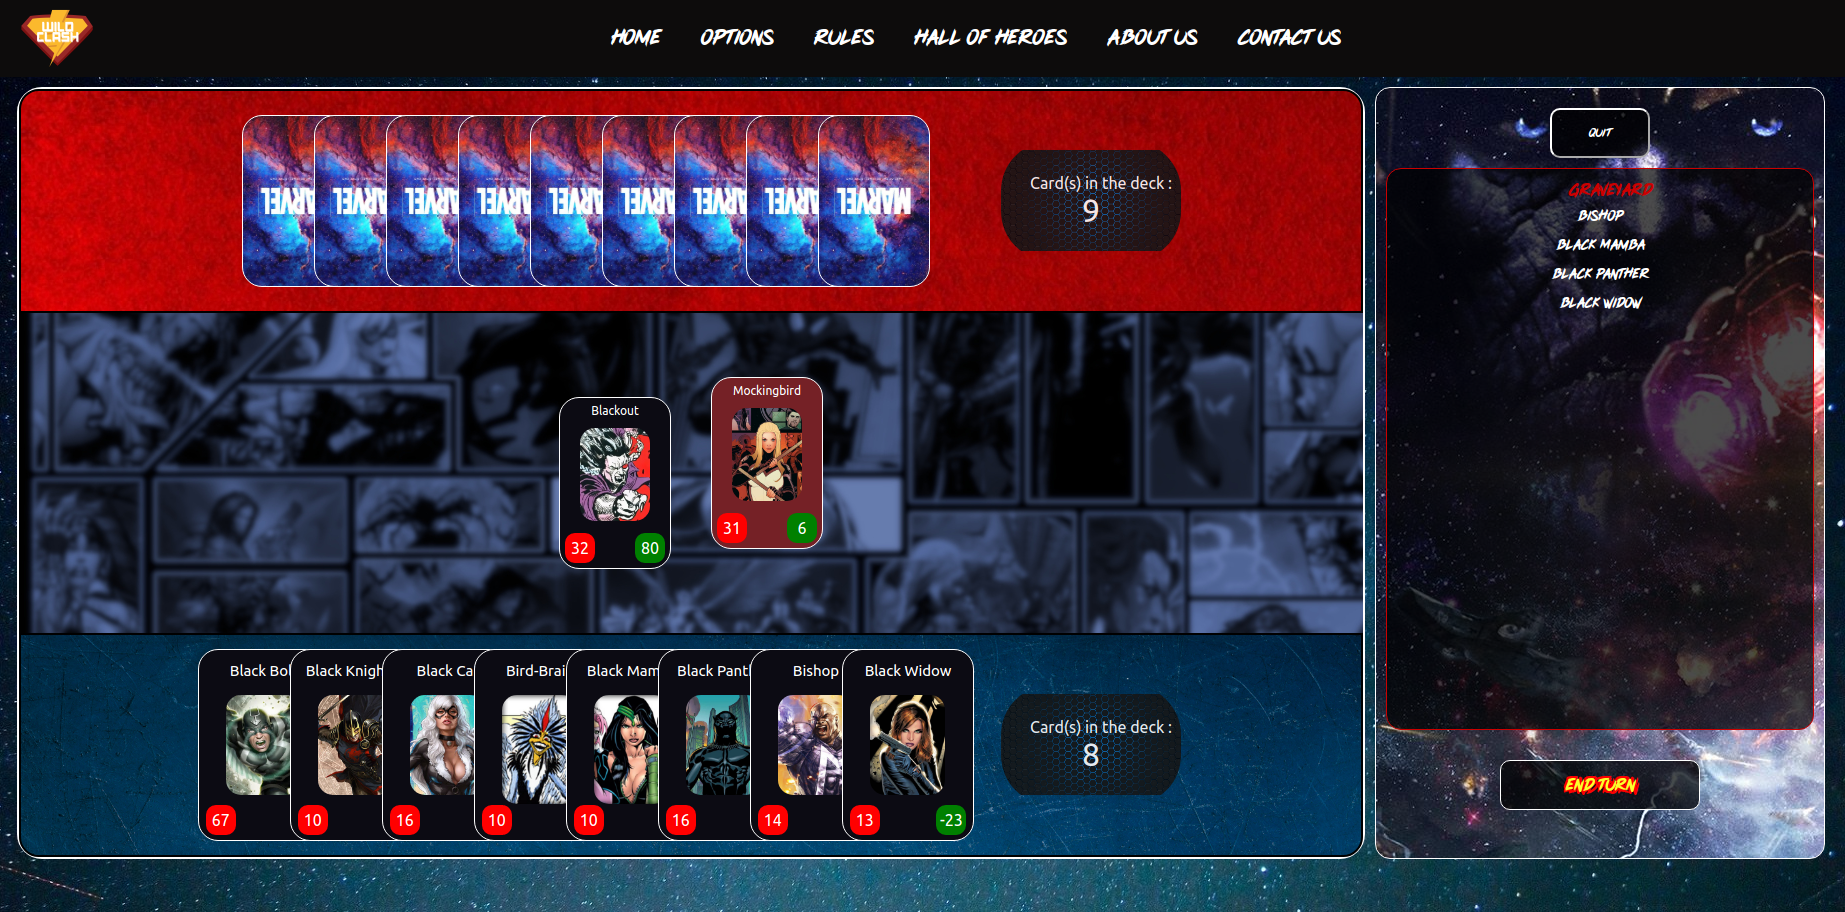 WILD
CLASH
HOME
OPTIONS
RULES
HALL OF HEROES
ABOUT US
CONTACT US
MARVEL
Card(s) in the deck :
9
Blackout
32
80
Mockingbird
31
6
Black Bol
67
Black Knigh
10
Black Ca
16
Bird-Brai
10
Black Mam
10
Black Pant
16
Bishop
14
Black Widow
13
-23
Card(s) in the deck :
8
QUIT
GRAVEYARD
BISHOP
BLACK MAMBA
BLACK PANTHER
BLACK WIDOW
END TURN